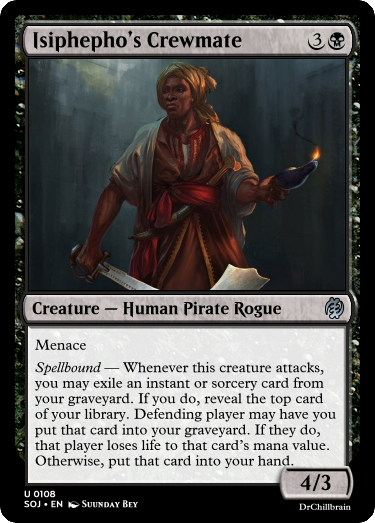 Isiphepho's Crewmate 3
Creature — Human Pirate Rogue
Menace
Spellbound — Whenever this creature attacks,
you may exile an instant or sorcery card from
your graveyard. If you do, reveal the top card
of your library. Defending player may have you
put that card into your graveyard. If they do,
that player loses life to that card's mana value.
Otherwise, put that card into your hand.
4/3
U 0108
SOJ • EN Suunday Bey
DrChillbrain